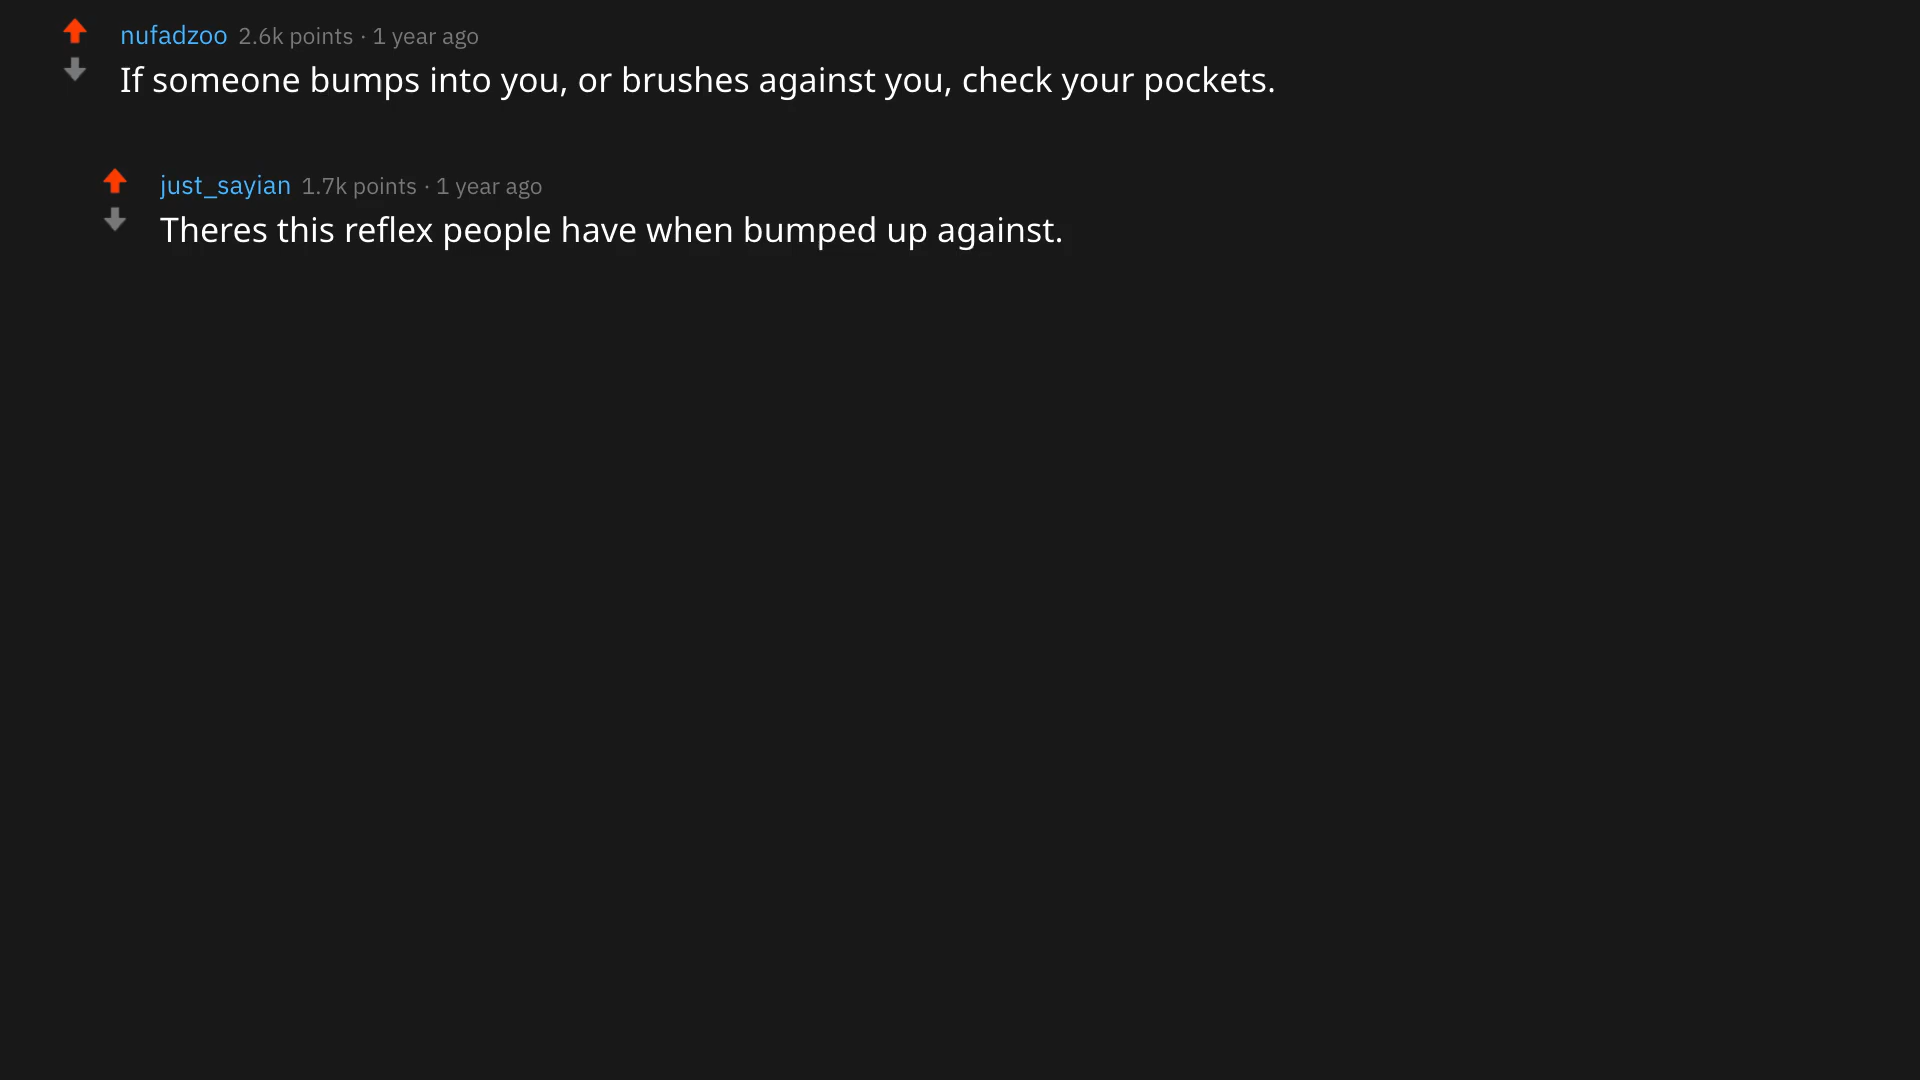 nufadzoo 2.6k points · 1 year ago
If someone bumps into you, or brushes against you, check your pockets.
just_sayian 1.7k points · 1 year ago
Theres this reflex people have when bumped up against.